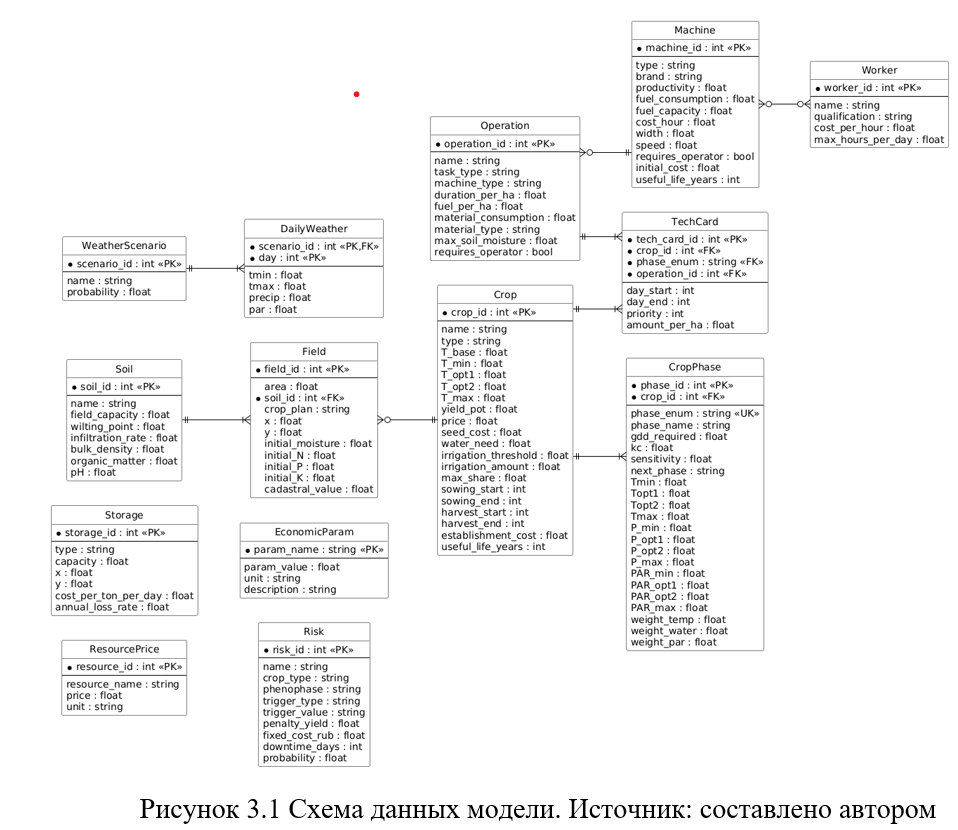 Machine
● machine_id : int «PK»
type : string
brand : string
productivity : float
fuel_consumption : float
fuel_capacity : float
cost_hour : float
width : float
speed : float
requires_operator : bool
initial_cost : float
useful_life_years : int
Worker
● worker_id : int «PK»
name : string
qualification : string
cost_per_hour : float
max_hours_per_day : float
Operation
● operation_id : int «PK»
name : string
task_type : string
machine_type : string
duration_per_ha : float
fuel_per_ha : float
material_consumption : float
material_type : string
max_soil_moisture : float
requires_operator : bool
TechCard
● tech_card_id : int «PK»
● crop_id : int «FK»
● phase_enum : string «FK»
● operation_id : int «FK»
day_start : int
day_end : int
priority : int
amount_per_ha : float
WeatherScenario
● scenario_id : int «PK»
name : string
probability : float
DailyWeather
● scenario_id : int «PK,FK»
● day : int «PK»
tmin : float
tmax : float
precip : float
par : float
Crop
● crop_id : int «PK»
name : string
type : string
T_base : float
T_min : float
T_opt1 : float
T_opt2 : float
T_max : float
yield_pot : float
price : float
seed_cost : float
water_need : float
irrigation_threshold : float
irrigation_amount : float
max_share : float
sowing_start : int
sowing_end : int
harvest_start : int
harvest_end : int
establishment_cost : float
useful_life_years : int
Soil
● soil_id : int «PK»
name : string
field_capacity : float
wilting_point : float
infiltration_rate : float
bulk_density : float
organic_matter : float
pH : float
Field
● field_id : int «PK»
area : float
● soil_id : int «FK»
crop_plan : string
x : float
y : float
initial_moisture : float
initial_N : float
initial_P : float
initial_K : float
cadastral_value : float
CropPhase
● phase_id : int «PK»
● crop_id : int «FK»
phase_enum : string «UK»
phase_name : string
gdd_required : float
kc : float
sensitivity : float
next_phase : string
Tmin : float
Topt1 : float
Topt2 : float
Tmax : float
P_min : float
P_opt1 : float
P_opt2 : float
P_max : float
PAR_min : float
PAR_opt1 : float
PAR_opt2 : float
PAR_max : float
weight_temp : float
weight_water : float
weight_par : float
Storage
● storage_id : int «PK»
type : string
capacity : float
x : float
y : float
cost_per_ton_per_day : float
annual_loss_rate : float
EconomicParam
● param_name : string «PK»
param_value : float
unit : string
description : string
ResourcePrice
● resource_id : int «PK»
resource_name : string
price : float
unit : string
Risk
● risk_id : int «PK»
name : string
crop_type : string
phenophase : string
trigger_type : string
trigger_value : string
penalty_yield : float
fixed_cost_rub : float
downtime_days : int
probability : float
Рисунок 3.1 Схема данных модели. Источник: составлено автором